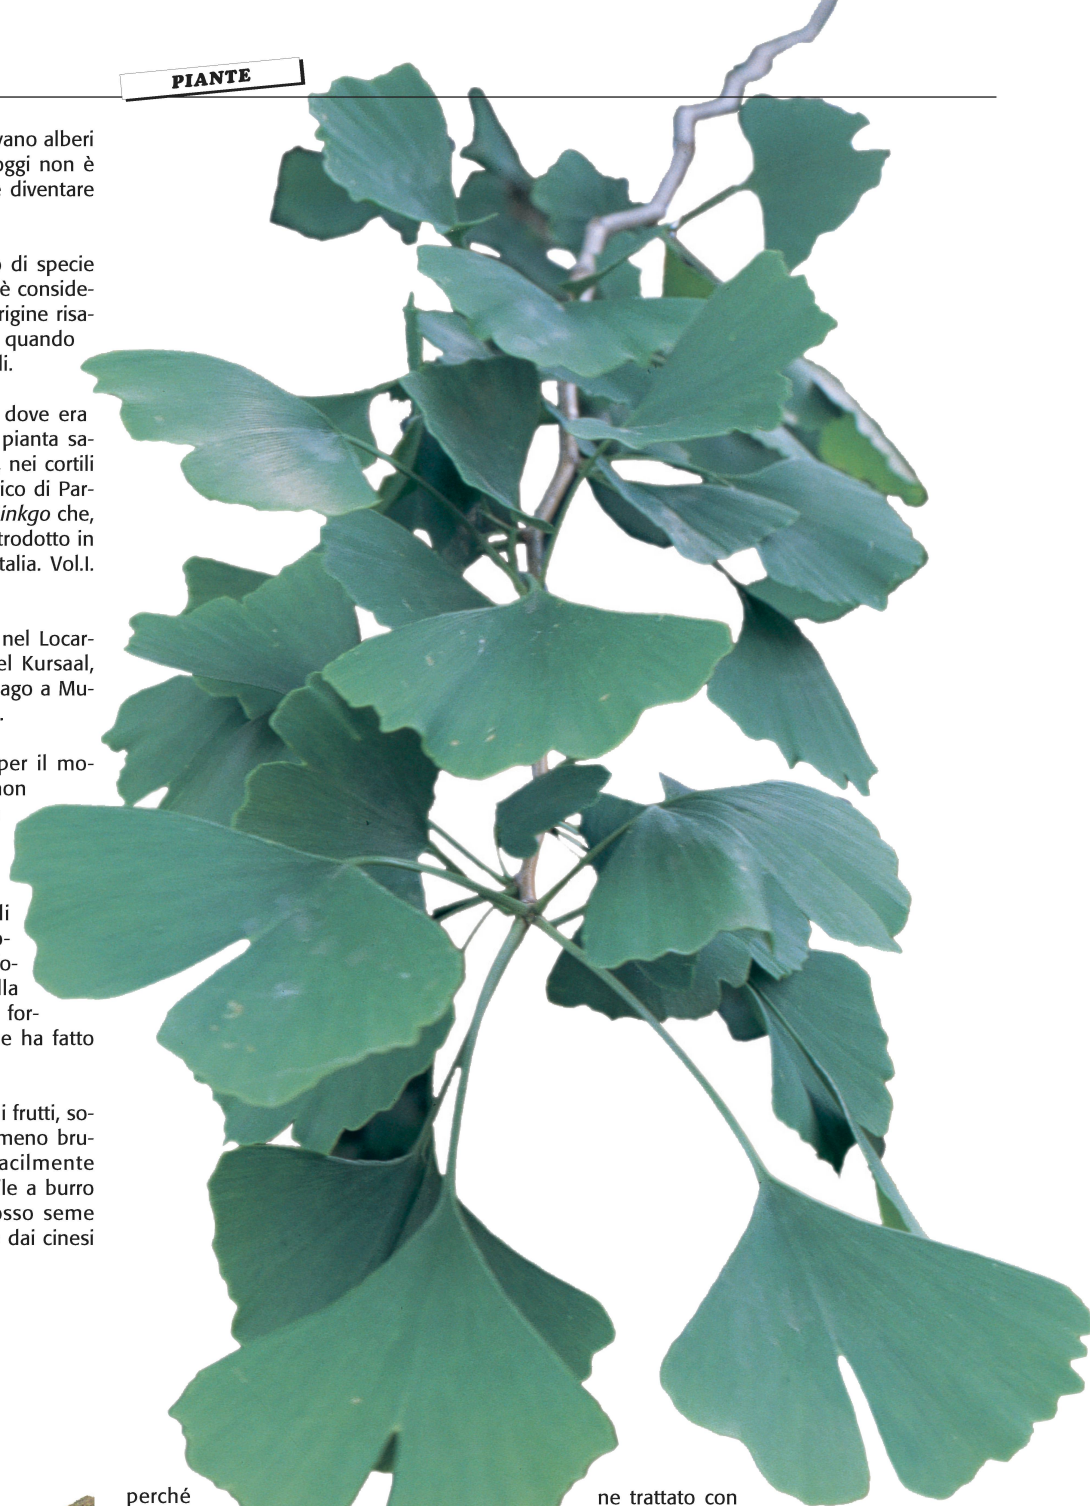 PIANTE
vano alberi
oggi non è
e diventare
o di specie
è conside-
rigine risa-
quando
li.
dove era
pianta sa-
nei cortili
ico di Par-
inkgo che,
trodotto in
talia. Vol.I.
nel Locar-
el Kursaal,
ago a Mu-
.
per il mo-
non
li
o-
o-
lla
for-
e ha fatto
i frutti, so-
meno bru-
acilmente
ile a burro
osso seme
dai cinesi
perché
ne trattato con